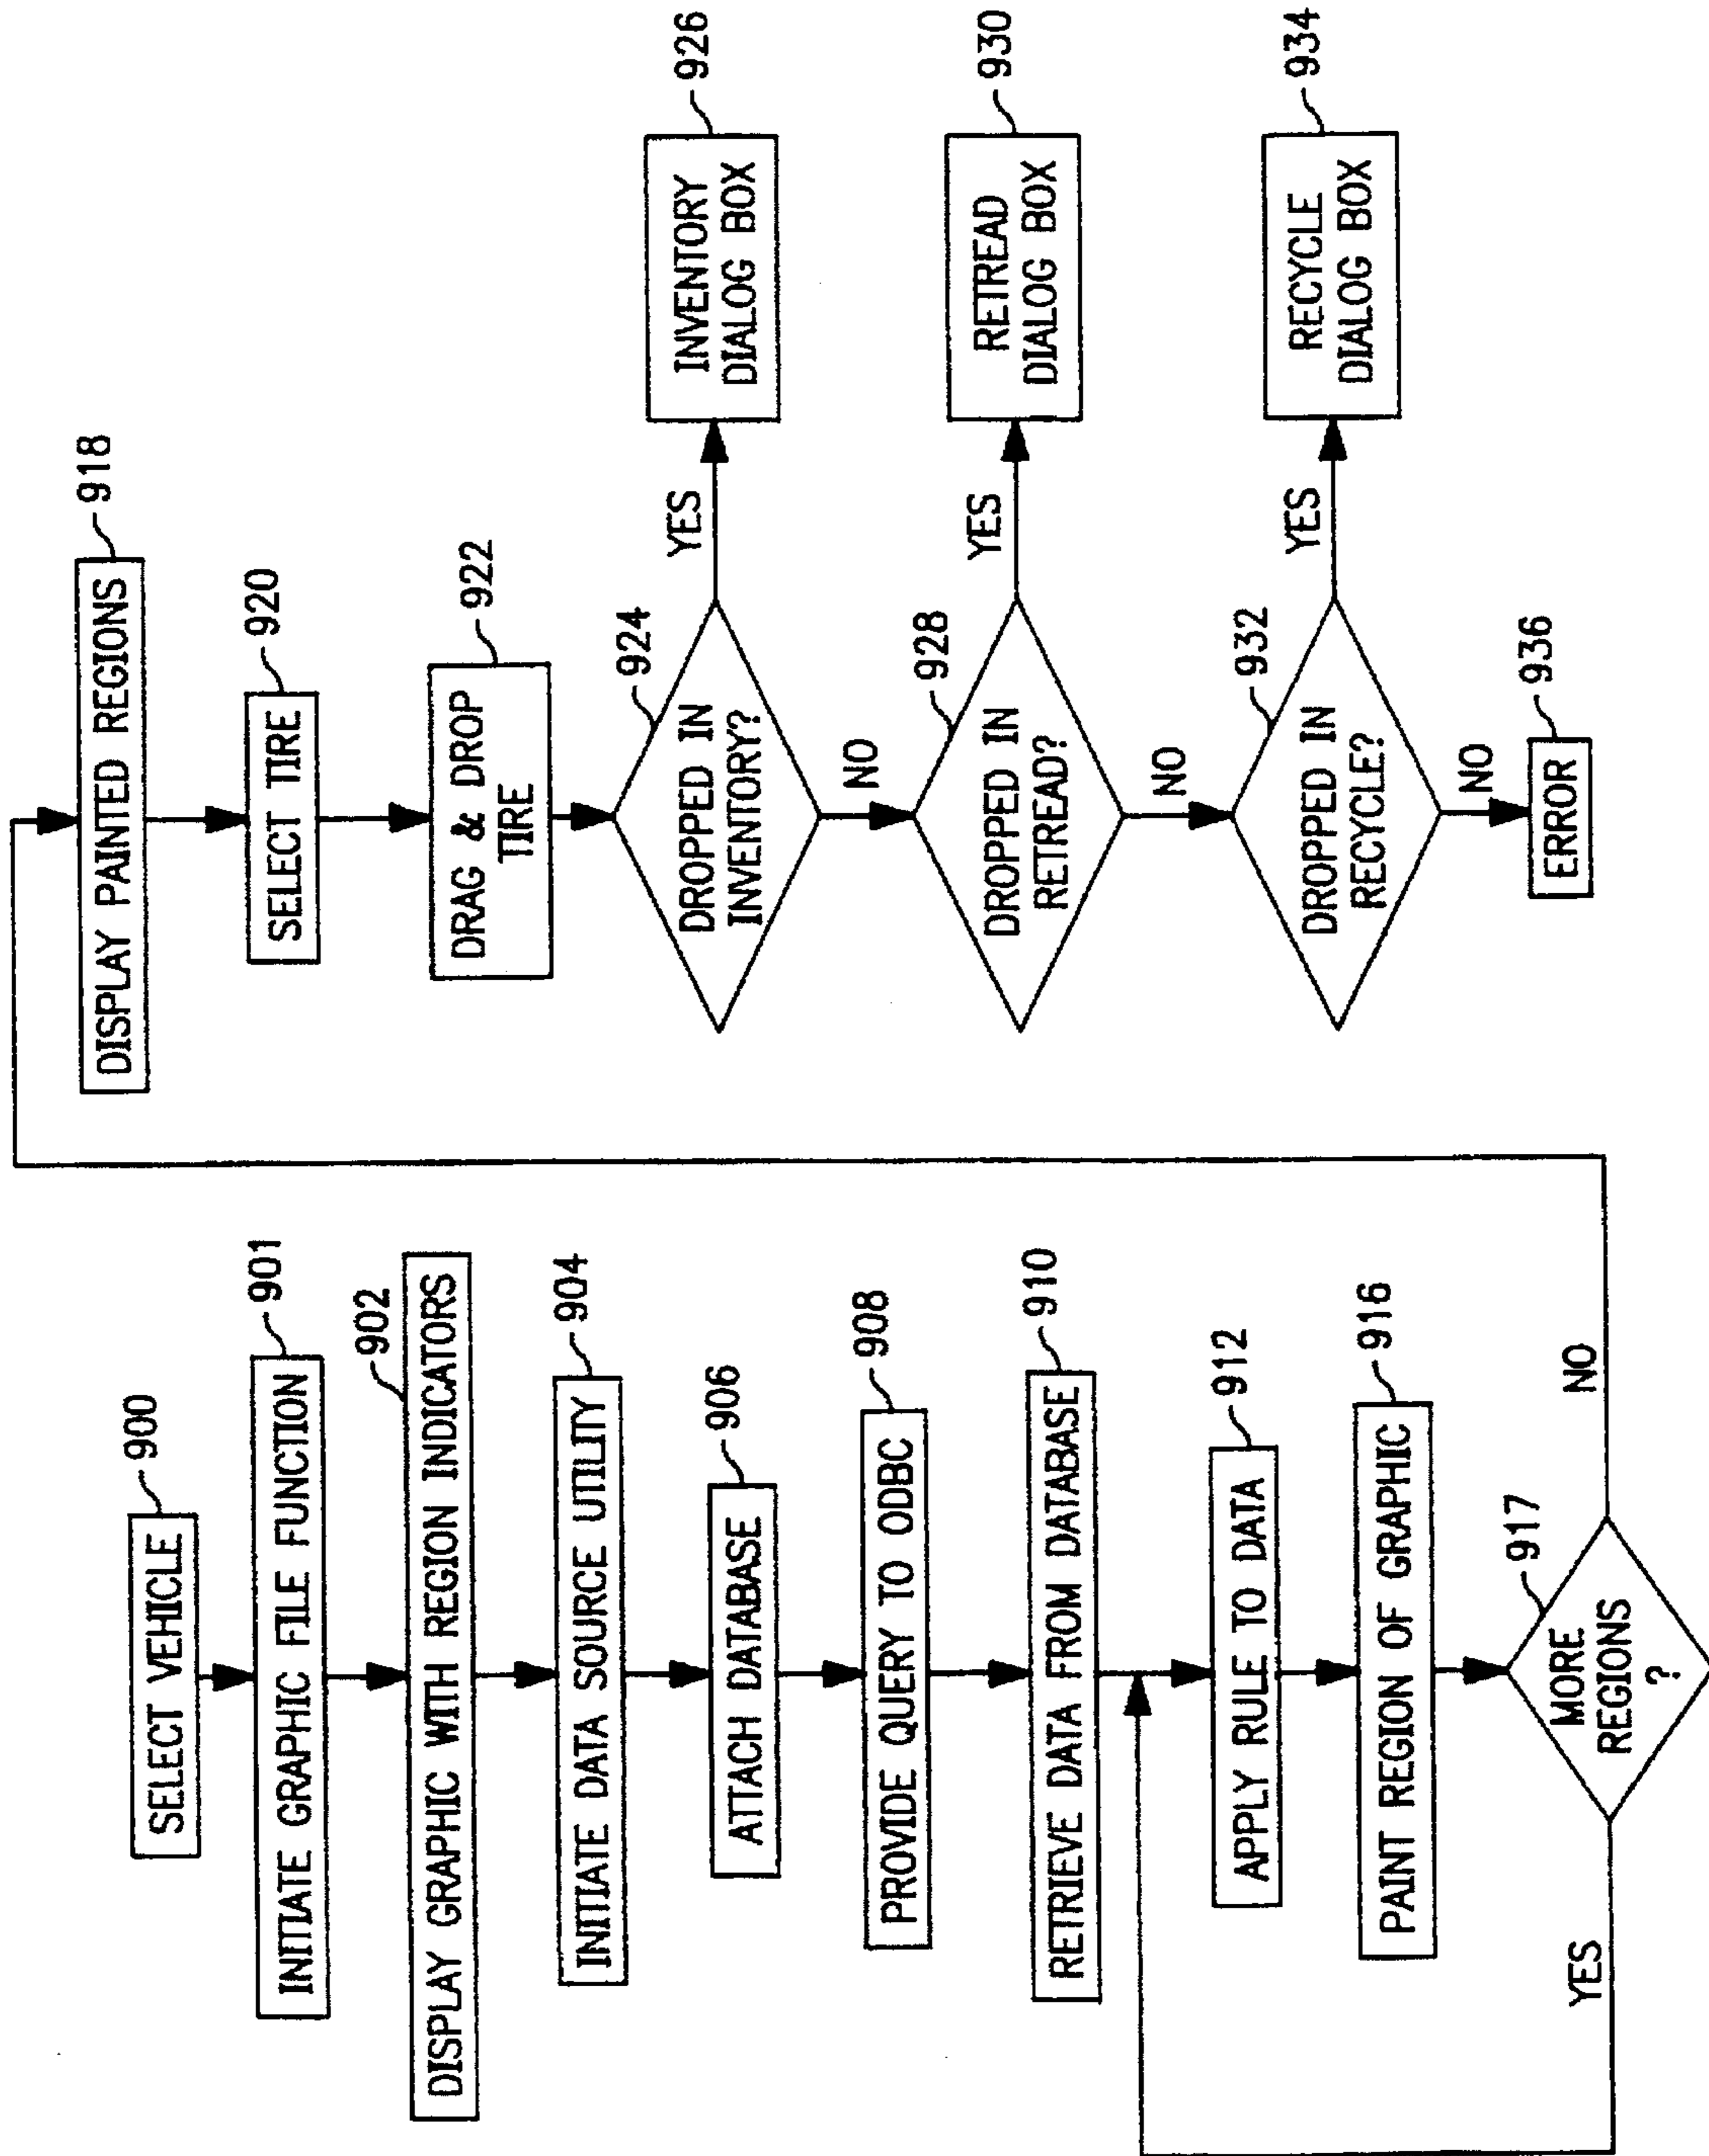 SELECT VEHICLE
900
INITIATE GRAPHIC FILE FUNCTION
901
DISPLAY GRAPHIC WITH REGION INDICATORS
902
INITIATE DATA SOURCE UTILITY
904
ATTACH DATABASE
906
PROVIDE QUERY TO ODBC
908
RETRIEVE DATA FROM DATABASE
910
APPLY RULE TO DATA
912
PAINT REGION OF GRAPHIC
916
MORE
REGIONS
?
917
YES
NO
DISPLAY PAINTED REGIONS
918
SELECT TIRE
920
DRAG & DROP
TIRE
922
DROPPED IN
INVENTORY?
924
YES
INVENTORY
DIALOG BOX
926
NO
DROPPED IN
RETREAD?
928
YES
RETREAD
DIALOG BOX
930
NO
DROPPED IN
RECYCLE?
932
YES
RECYCLE
DIALOG BOX
934
NO
ERROR
936